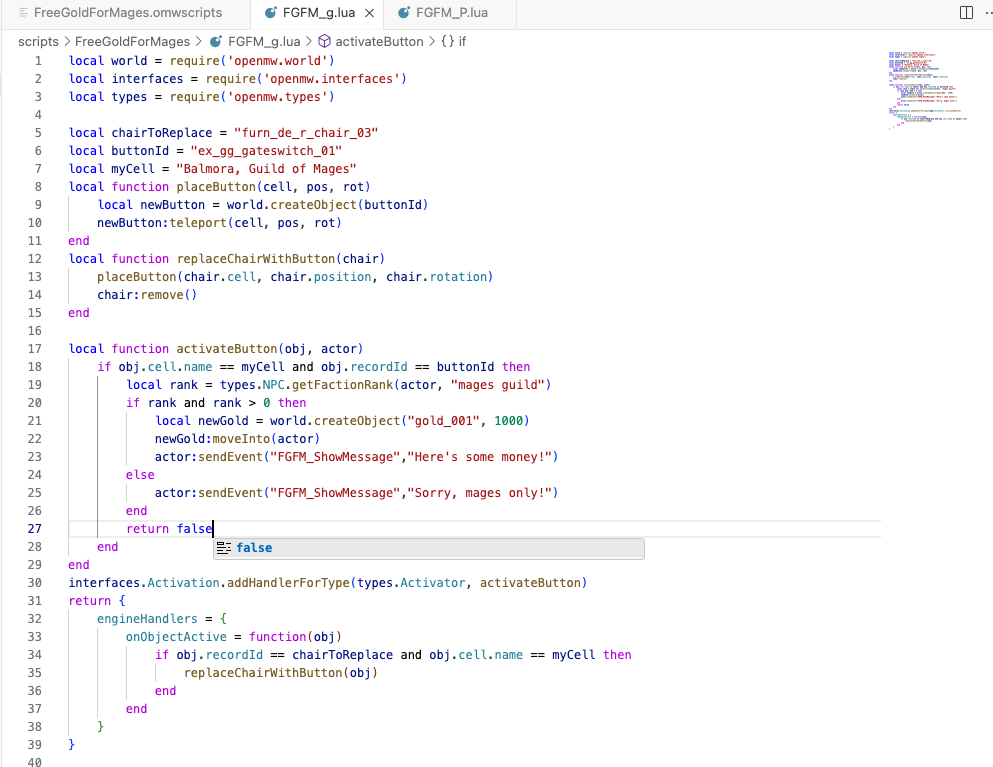 FreeGoldForMages.omwscripts FGFM_g.lua FGFM_P.lua
scripts > FreeGoldForMages > FGFM_g.lua > activateButton > {} if
1 local world = require('openmw.world')
2 local interfaces = require('openmw.interfaces')
3 local types = require('openmw.types')
4
5 local chairToReplace = "furn_de_r_chair_03"
6 local buttonId = "ex_gg_gateswitch_01"
7 local myCell = "Balmora, Guild of Mages"
8 local function placeButton(cell, pos, rot)
9     local newButton = world.createObject(buttonId)
10     newButton:teleport(cell, pos, rot)
11 end
12 local function replaceChairWithButton(chair)
13     placeButton(chair.cell, chair.position, chair.rotation)
14     chair:remove()
15 end
16
17 local function activateButton(obj, actor)
18     if obj.cell.name == myCell and obj.recordId == buttonId then
19         local rank = types.NPC.getFactionRank(actor, "mages guild")
20         if rank and rank > 0 then
21             local newGold = world.createObject("gold_001", 1000)
22             newGold:moveInto(actor)
23             actor:sendEvent("FGFM_ShowMessage","Here's some money!")
24         else
25             actor:sendEvent("FGFM_ShowMessage","Sorry, mages only!")
26         end
27         return false
28     end
false
29 end
30 interfaces.Activation.addHandlerForType(types.Activator, activateButton)
31 return {
32     engineHandlers = {
33         onObjectActive = function(obj)
34             if obj.recordId == chairToReplace and obj.cell.name == myCell then
35                 replaceChairWithButton(obj)
36             end
37         end
38     }
39 }
40